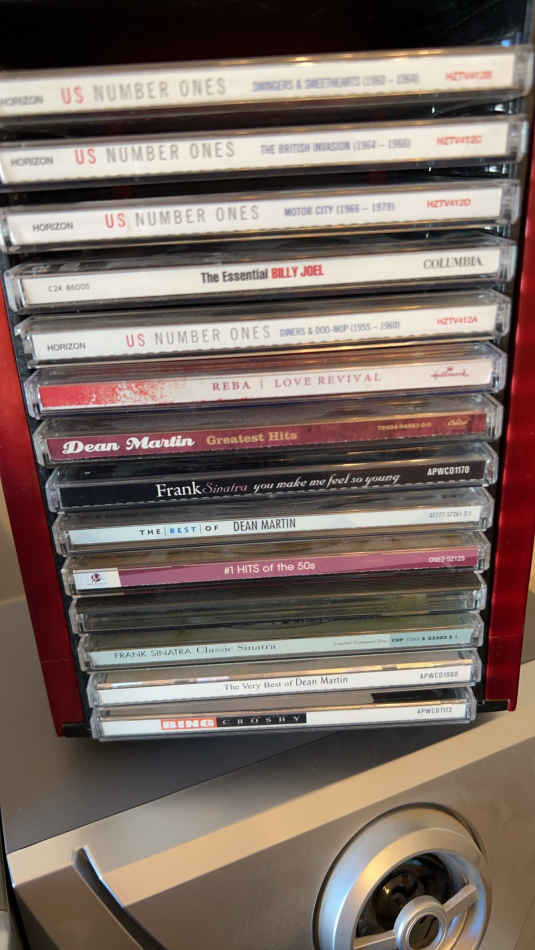 HORIZON US NUMBER ONES SWINGERS & SWEETHEARTS (1960 – 1964) HZTV412B
HORIZON US NUMBER ONES THE BRITISH INVASION (1964 – 1966) HZTV412C
HORIZON US NUMBER ONES MOTOR CITY (1966 – 1979) HZTV412D
C2K 86005 The Essential BILLY JOEL COLUMBIA
HORIZON US NUMBER ONES DINERS & DOO-WOP (1955 – 1960) HZTV412A
REBA | LOVE REVIVAL Hallmark
Dean Martin Greatest Hits Capitol
Frank Sinatra you make me feel so young APWCD1170
THE BEST OF DEAN MARTIN
#1 HITS of the 50s
FRANK SINATRA Classic Sinatra
The Very Best of Dean Martin
BING CROSBY APWCD1172